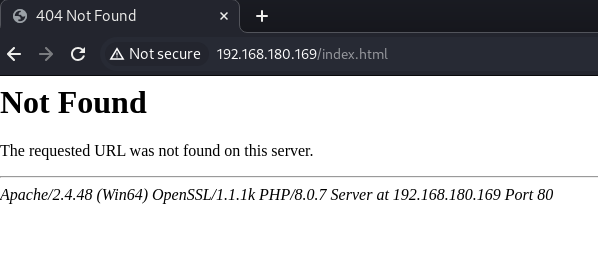 404 Not Found
Not secure 192.168.180.169/index.html
Not Found
The requested URL was not found on this server.
Apache/2.4.48 (Win64) OpenSSL/1.1.1k PHP/8.0.7 Server at 192.168.180.169 Port 80